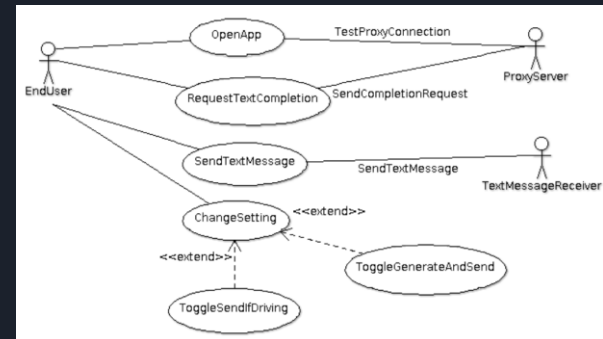 OpenApp
TestProxyConnection
EndUser
ProxyServer
RequestTextCompletion
SendCompletionRequest
SendTextMessage
SendTextMessage
TextMessageReceiver
ChangeSetting
<<extend>>
<<extend>>
ToggleGenerateAndSend
ToggleSendIfDriving